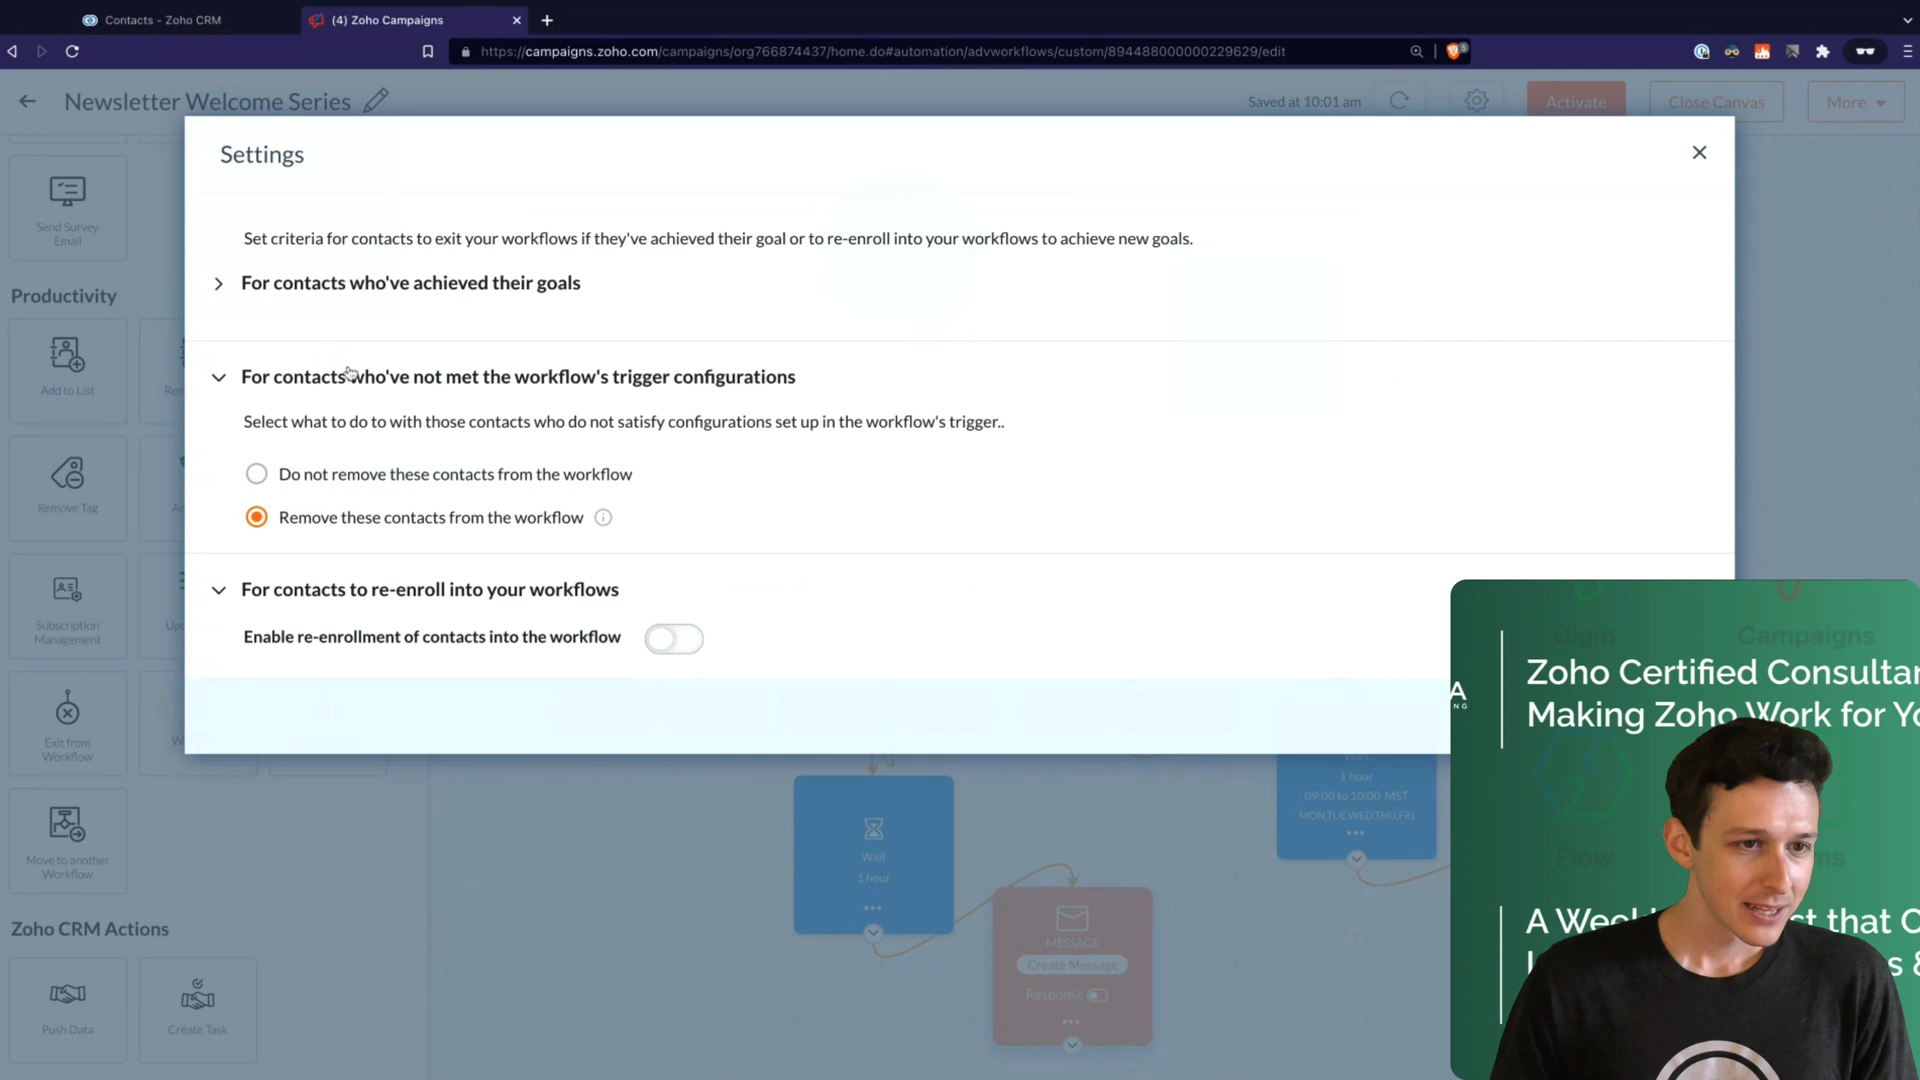 Contacts - Zoho CRM
(4) Zoho Campaigns
https://campaigns.zoho.com/campaigns/org766874437/home.do#automation/advworkflows/custom/894488000000229629/edit
Newsletter Welcome Series
Saved at 10:01 am
Activate
Close Canvas
More
Settings
Set criteria for contacts to exit your workflows if they've achieved their goal or to re-enroll into your workflows to achieve new goals.
For contacts who've achieved their goals
For contacts who've not met the workflow's trigger configurations
Select what to do to with those contacts who do not satisfy configurations set up in the workflow's trigger..
Do not remove these contacts from the workflow
Remove these contacts from the workflow
For contacts to re-enroll into your workflows
Enable re-enrollment of contacts into the workflow
Send Survey
Email
Productivity
Add to List
Remove Tag
Subscription
Management
Exit from
Workflow
Move to another
Workflow
Zoho CRM Actions
Push Data
Create Task
Wait
1 hour
MESSAGE
Create Message
Response
Wait
1 hour
09:00 to 10:00 MST
MON,TUE,WED,THU,FRI
Bigin
Campaigns
Zoho Certified Consultan
Making Zoho Work for Yo
Flow